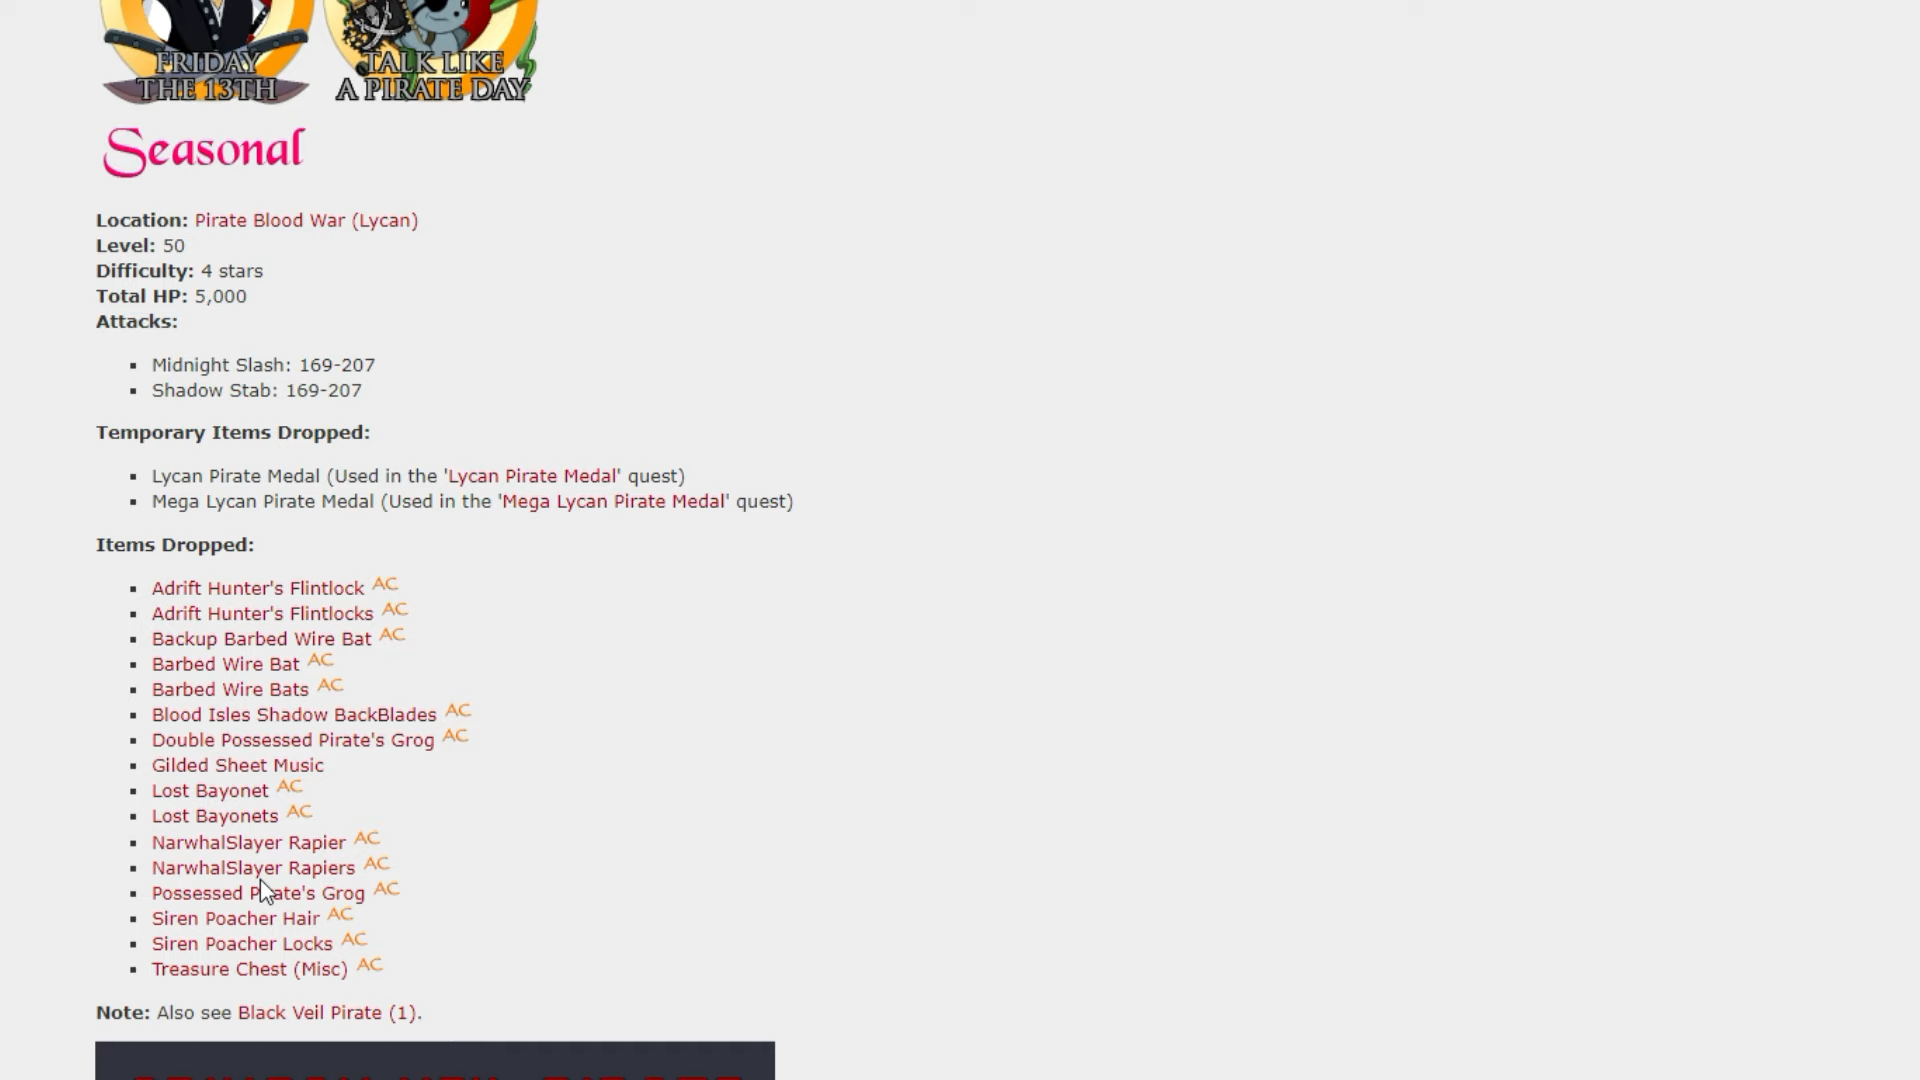 FRIDAY
THE 13TH
TALK LIKE
A PIRATE DAY
Seasonal
Location: Pirate Blood War (Lycan)
Level: 50
Difficulty: 4 stars
Total HP: 5,000
Attacks:
Midnight Slash: 169-207
Shadow Stab: 169-207
Temporary Items Dropped:
Lycan Pirate Medal (Used in the 'Lycan Pirate Medal' quest)
Mega Lycan Pirate Medal (Used in the 'Mega Lycan Pirate Medal' quest)
Items Dropped:
Adrift Hunter's Flintlock AC
Adrift Hunter's Flintlocks AC
Backup Barbed Wire Bat AC
Barbed Wire Bat AC
Barbed Wire Bats AC
Blood Isles Shadow BackBlades AC
Double Possessed Pirate's Grog AC
Gilded Sheet Music
Lost Bayonet AC
Lost Bayonets AC
NarwhalSlayer Rapier AC
NarwhalSlayer Rapiers AC
Possessed Pirate's Grog AC
Siren Poacher Hair AC
Siren Poacher Locks AC
Treasure Chest (Misc) AC
Note: Also see Black Veil Pirate (1).